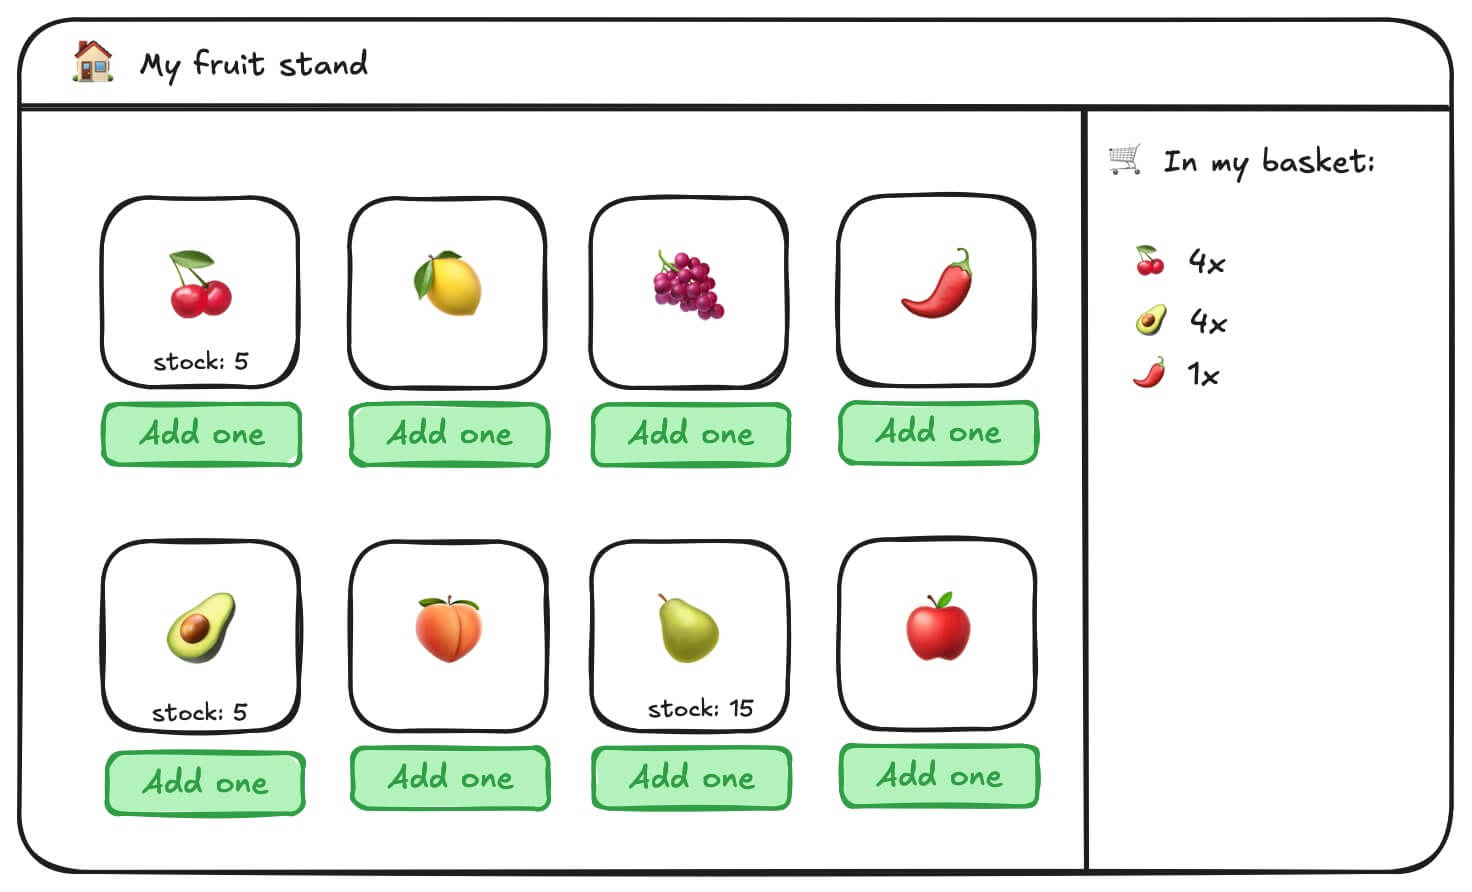 My fruit stand
In my basket:
4x
4x
1x
stock: 5
Add one
Add one
Add one
Add one
stock: 5
stock: 15
Add one
Add one
Add one
Add one